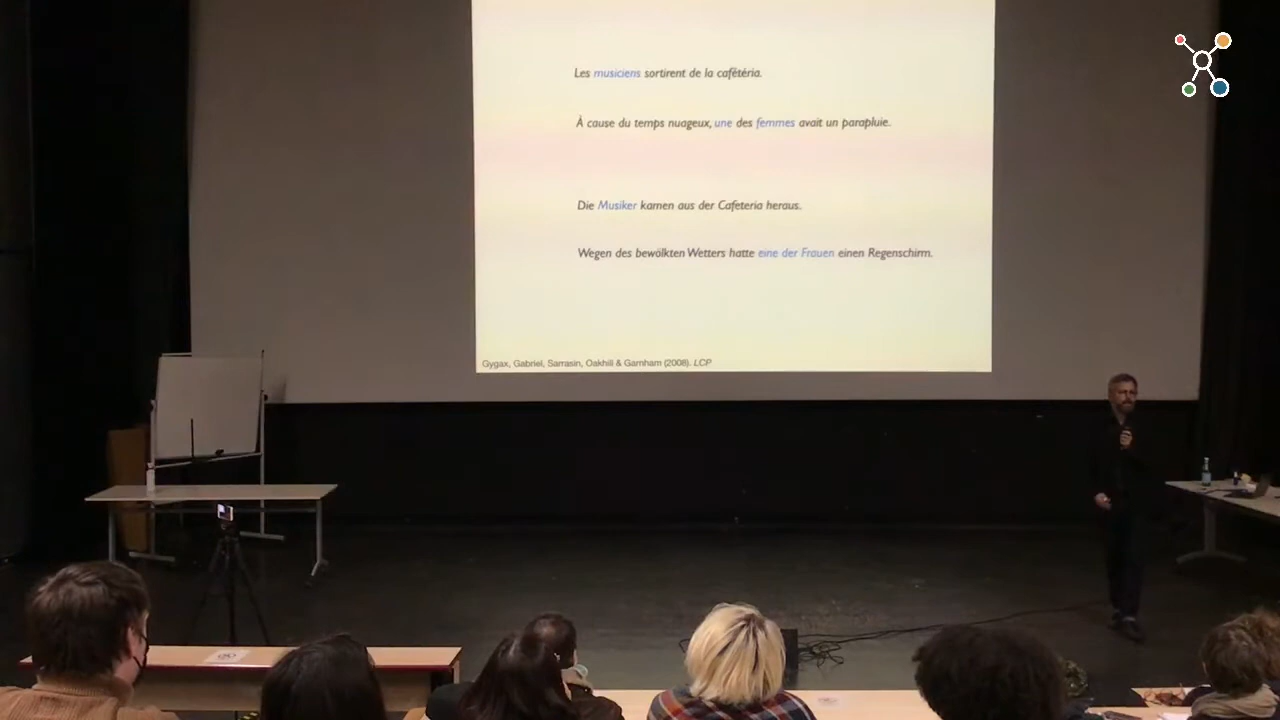 Les musiciens sortirent de la cafétéria.
À cause du temps nuageux, une des femmes avait un parapluie.
Die Musiker kamen aus der Cafeteria heraus.
Wegen des bewölkten Wetters hatte eine der Frauen einen Regenschirm.
Gygax, Gabriel, Sarrasin, Oakhill & Garnham (2008). LCP